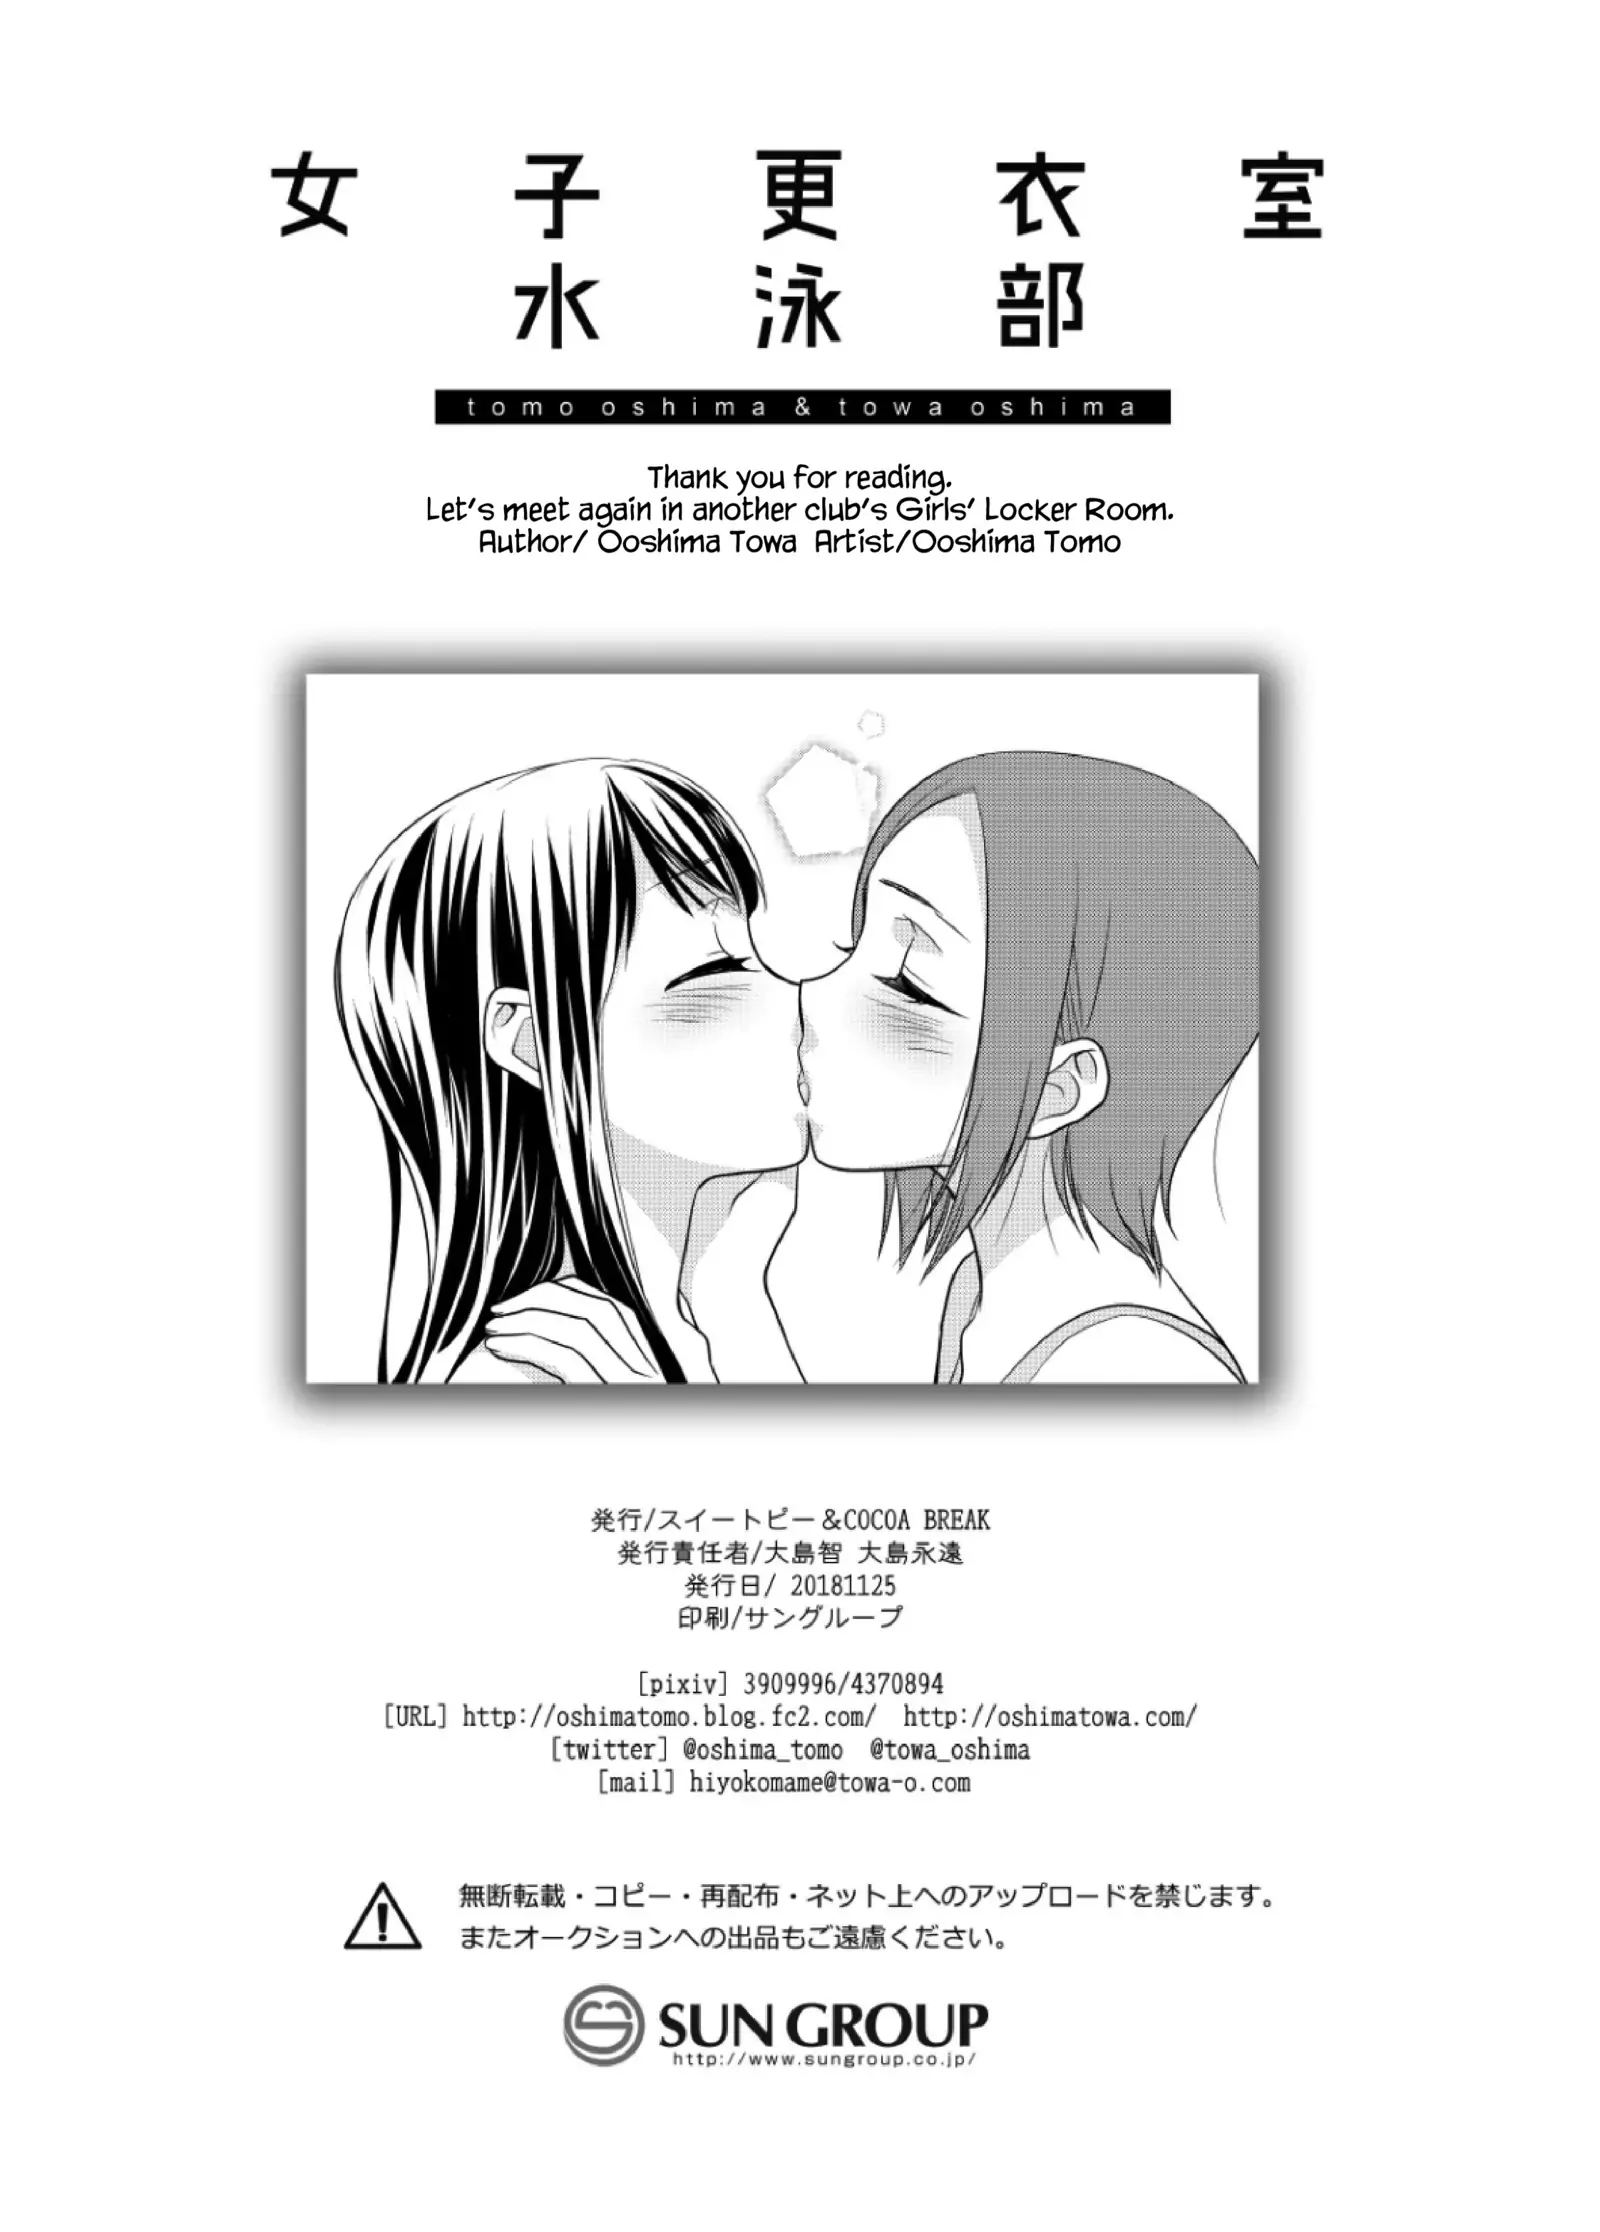 女子更衣室
水泳部
tomo oshima & towa oshima
Thank you for reading.
Let's meet again in another club's Girls' Locker Room.
Author/ Ooshima Towa Artist/Ooshima Tomo
発行/スイートピー＆COCOA BREAK
発行責任者/大島智 大島永遠
発行日/ 20181125
印刷/サングループ
[pixiv] 3909996/4370894
[URL] http://oshimatomo.blog.fc2.com/ http://oshimatowa.com/
[twitter] @oshima_tomo @towa_oshima
[mail] hiyokomame@towa-o.com
無断転載・コピー・再配布・ネット上へのアップロードを禁じます。
またオークションへの出品もご遠慮ください。
SUN GROUP
http://www.sungroup.co.jp/